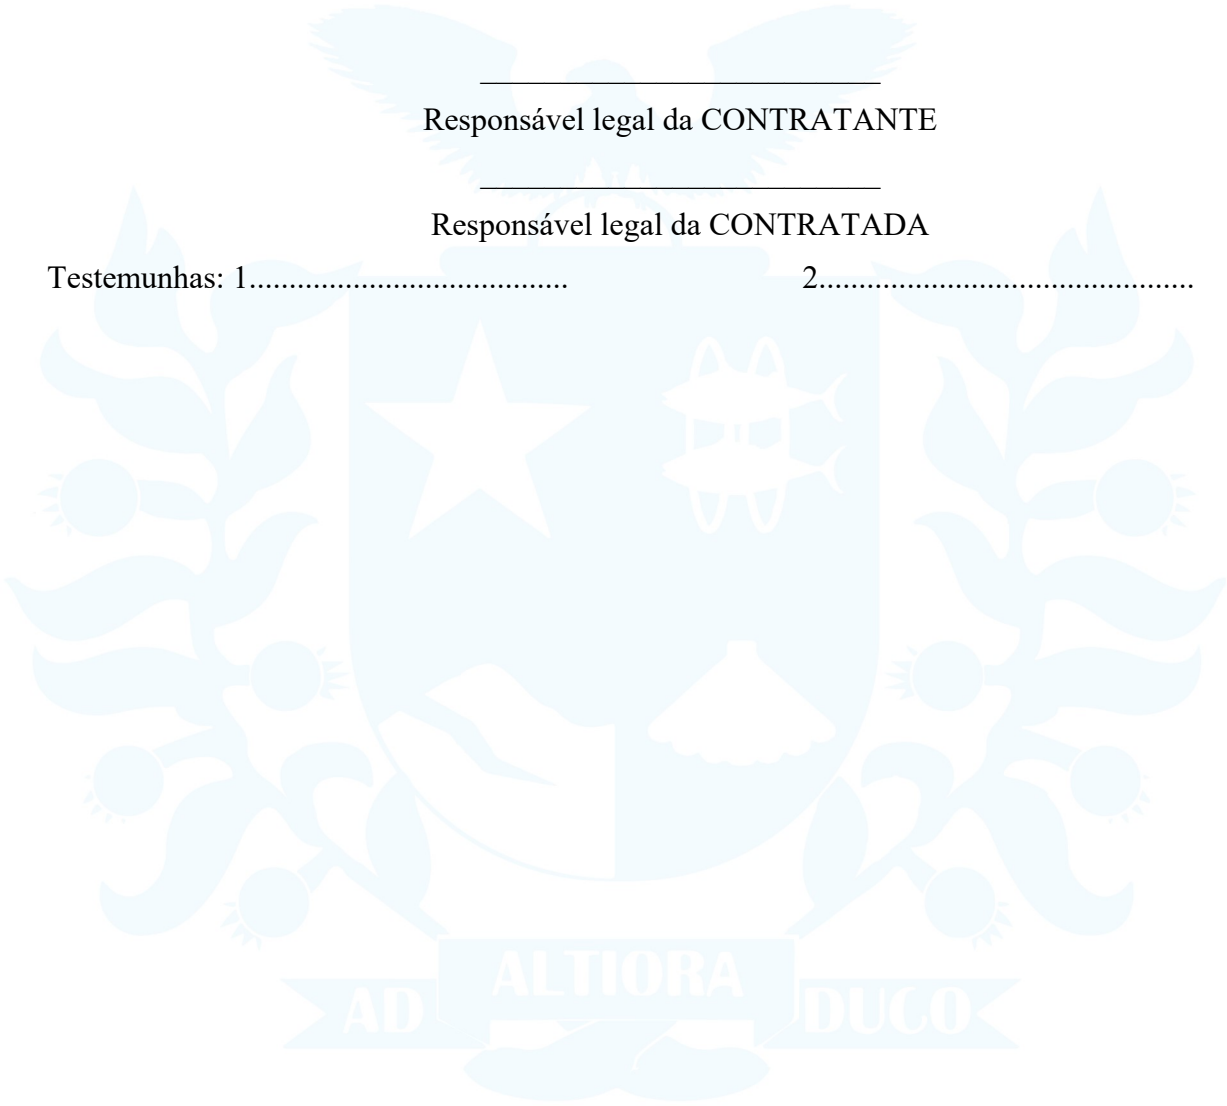 Responsável legal da CONTRATANTE
Responsável legal da CONTRATADA
Testemunhas: 1........................................ 2...............................................
ALTIORA
AD DUCO